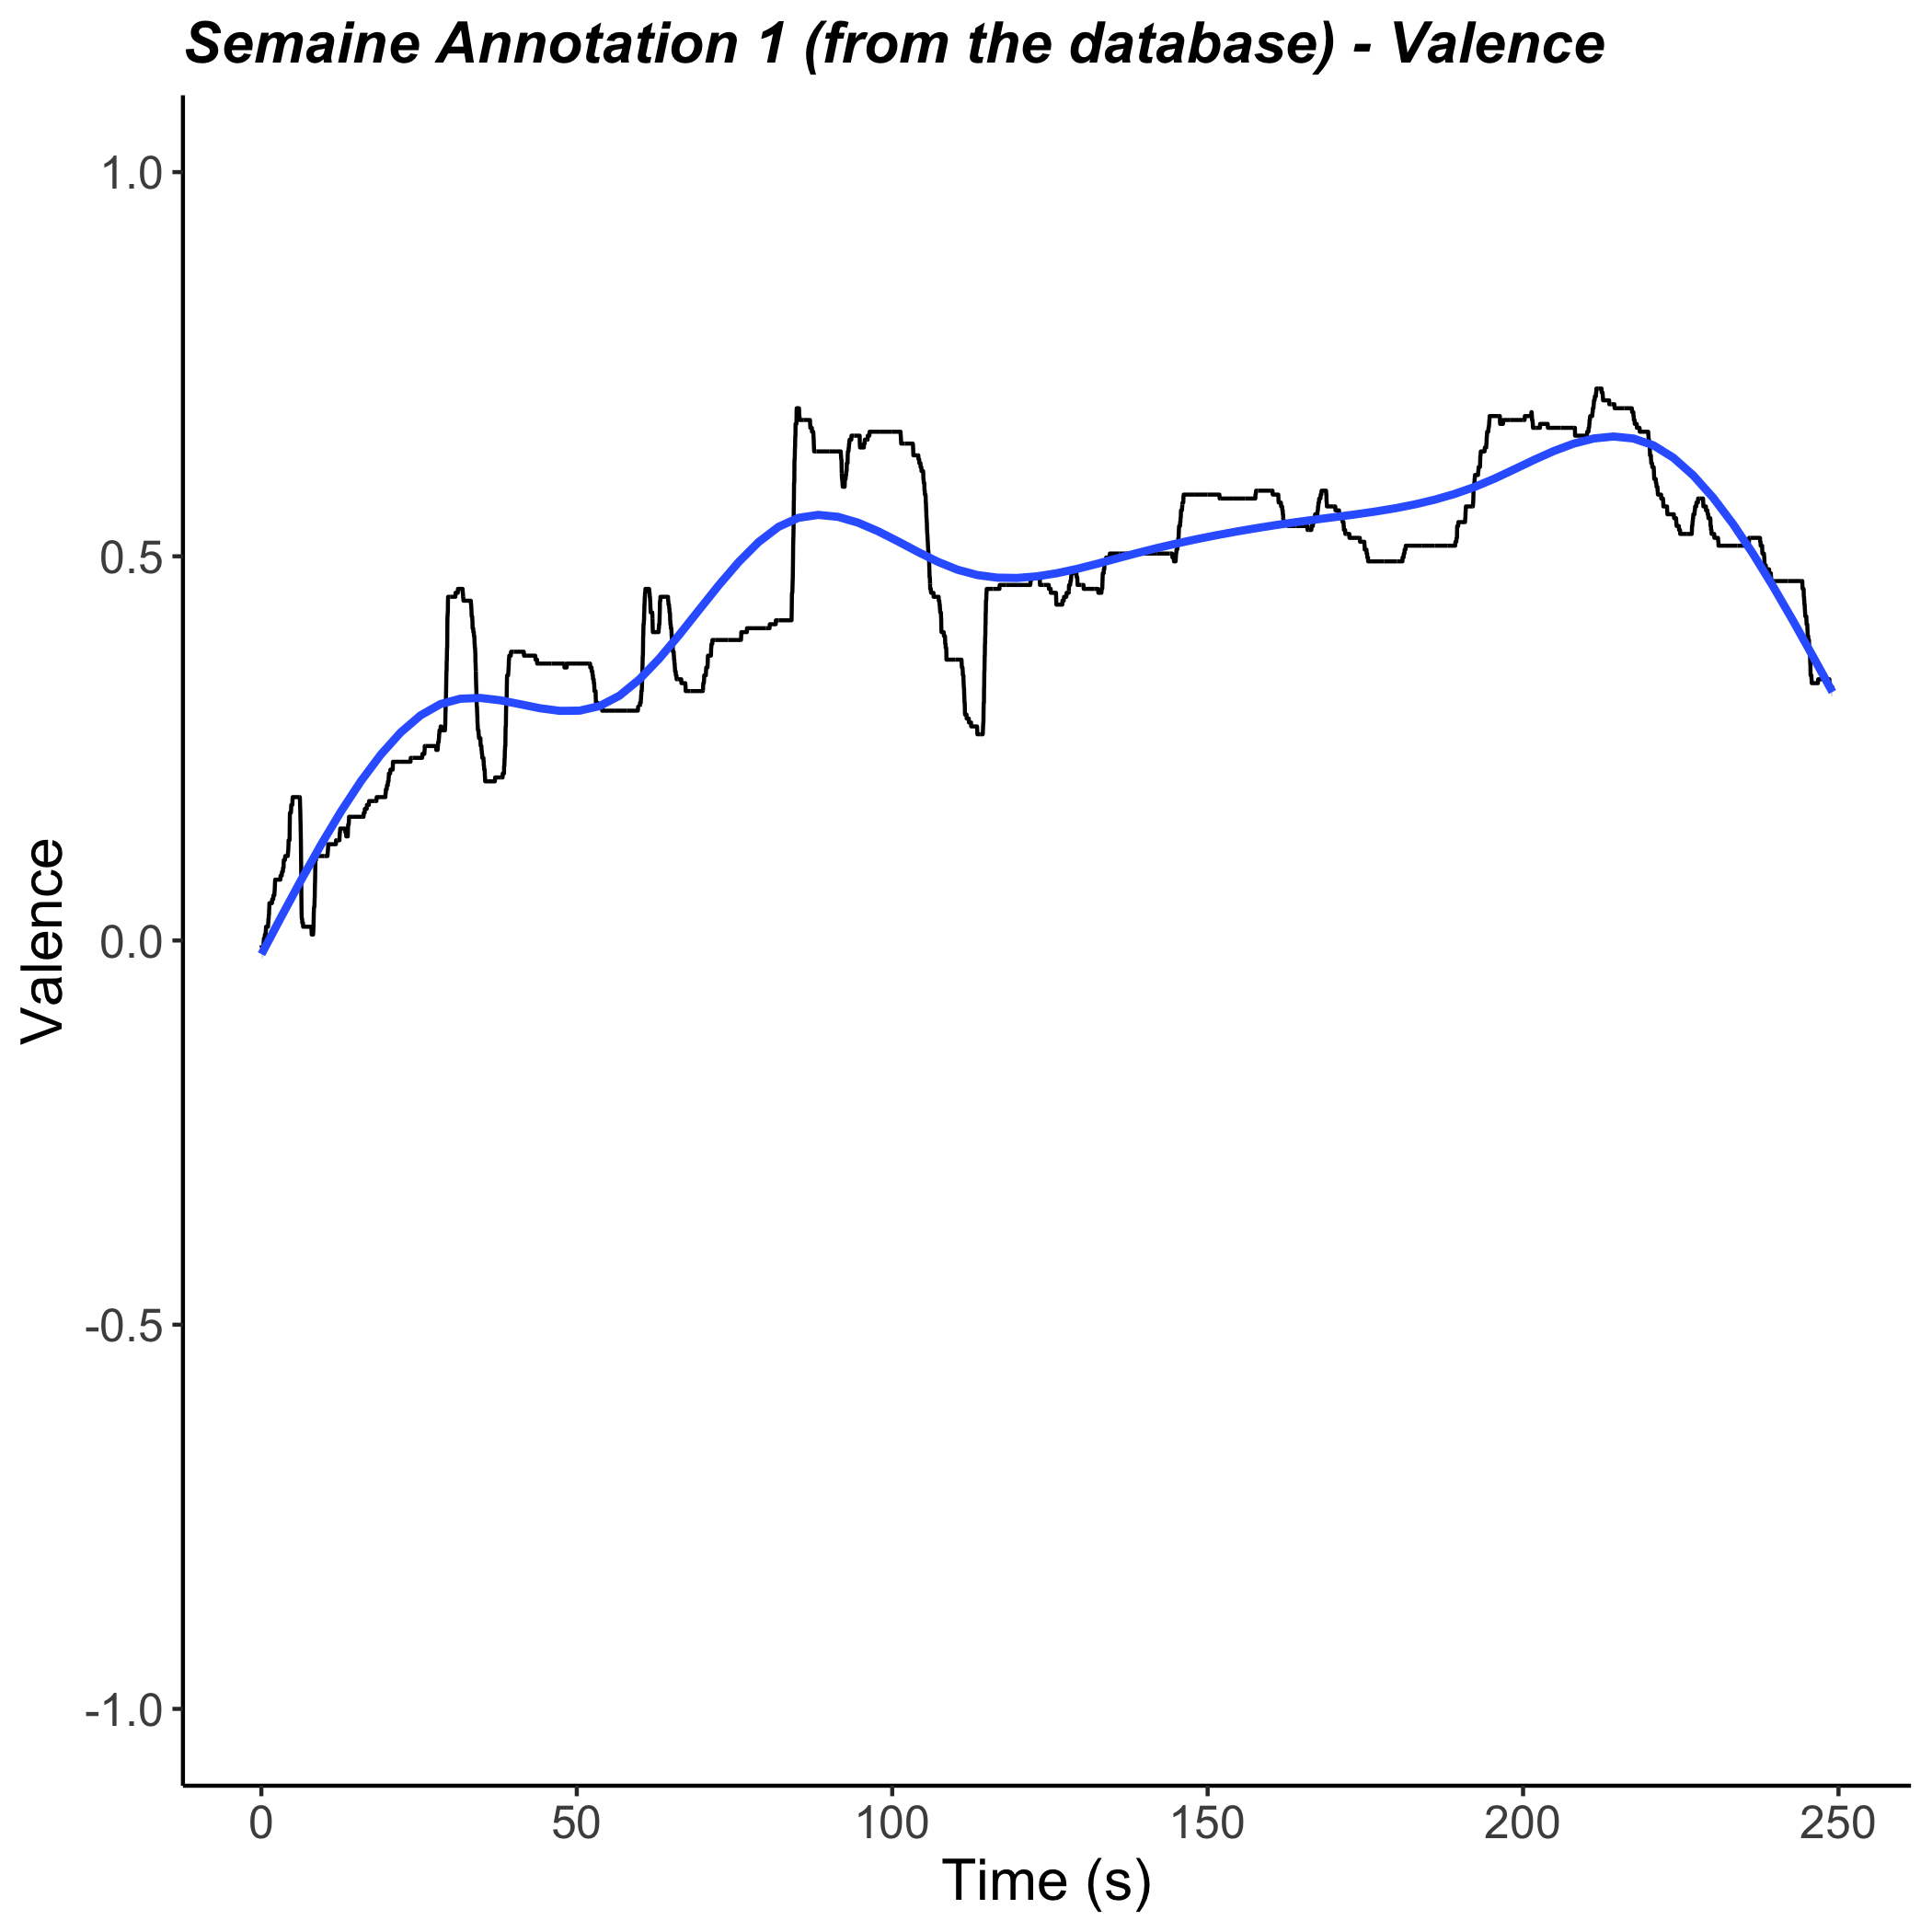 Semaine Annotation 1 (from the database) - Valence
1.0
0.5
0.0
-0.5
-1.0
Valence
0 50 100 150 200 250
Time (s)